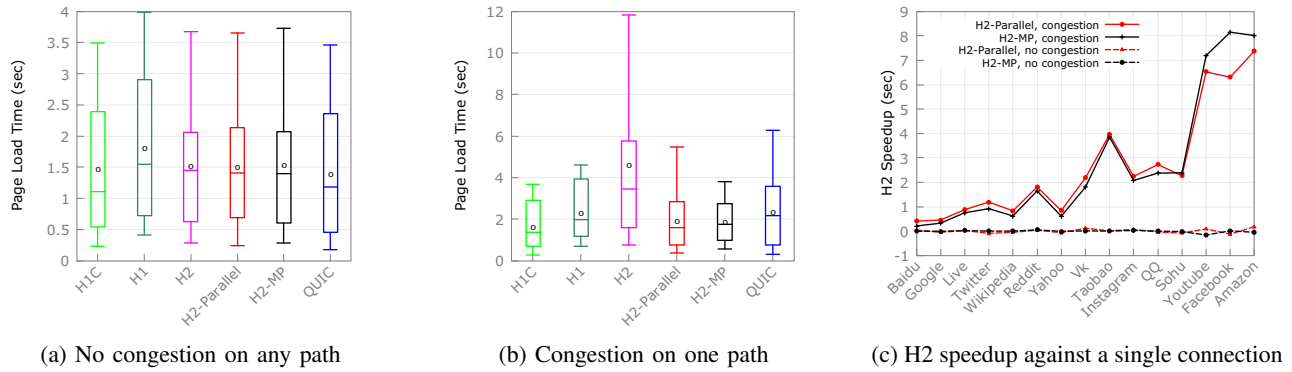 Page Load Time (sec)
4
3.5
3
2.5
2
1.5
1
0.5
0
H1C
H1
H2
H2-Parallel
H2-MP
QUIC
(a) No congestion on any path
Page Load Time (sec)
12
10
8
6
4
2
0
H1C
H1
H2
H2-Parallel
H2-MP
QUIC
(b) Congestion on one path
H2 Speedup (sec)
9
8
7
6
5
4
3
2
1
0
-1
H2-Parallel, congestion
H2-MP, congestion
H2-Parallel, no congestion
H2-MP, no congestion
Baidu
Google
Live
Twitter
Wikipedia
Reddit
Yahoo
Vk
Taobao
Instagram
QQ
Sohu
Youtube
Facebook
Amazon
(c) H2 speedup against a single connection